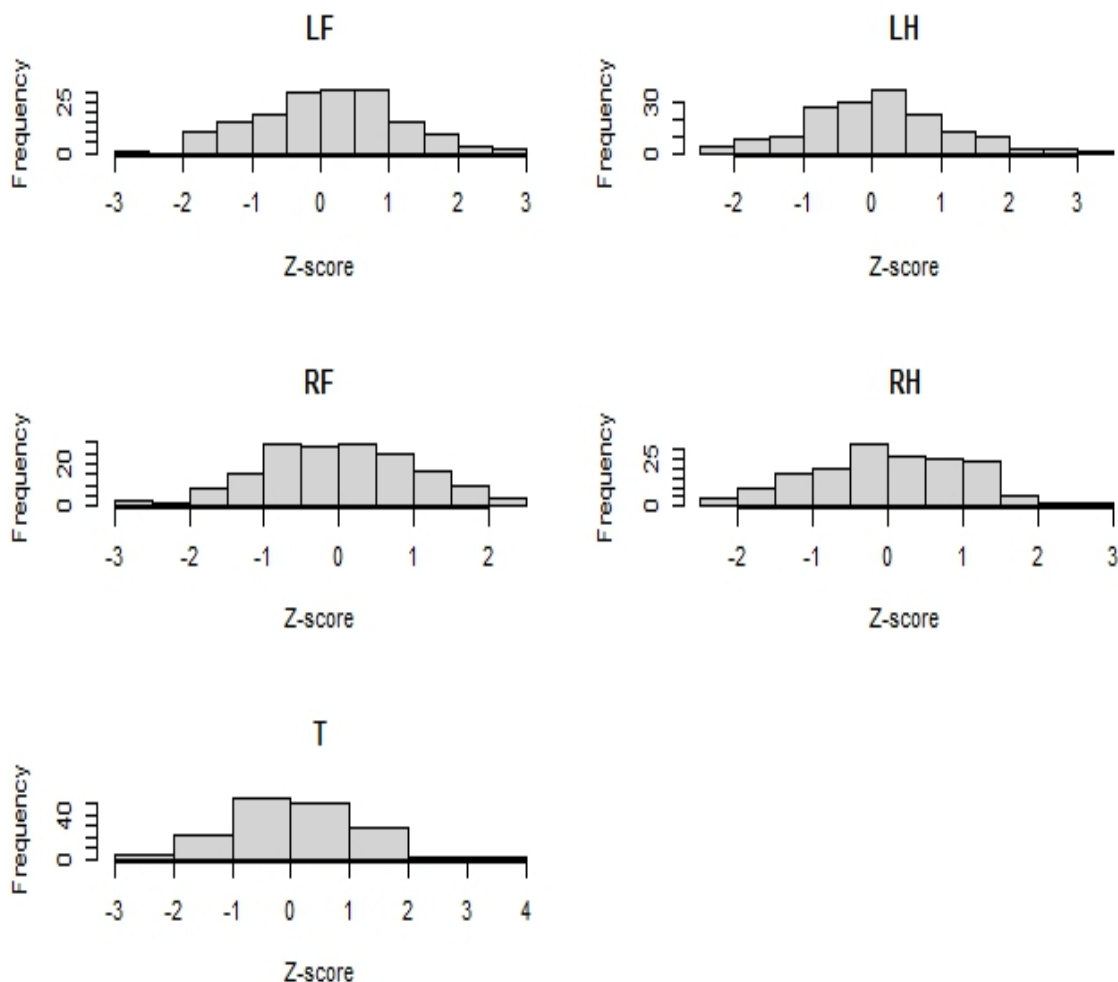 LF
Frequency
25
0
-3 -2 -1 0 1 2 3
Z-score
LH
Frequency
30
0
-2 -1 0 1 2 3
Z-score
RF
Frequency
20
0
-3 -2 -1 0 1 2
Z-score
RH
Frequency
25
0
-2 -1 0 1 2 3
Z-score
T
Frequency
40
0
-3 -2 -1 0 1 2 3 4
Z-score